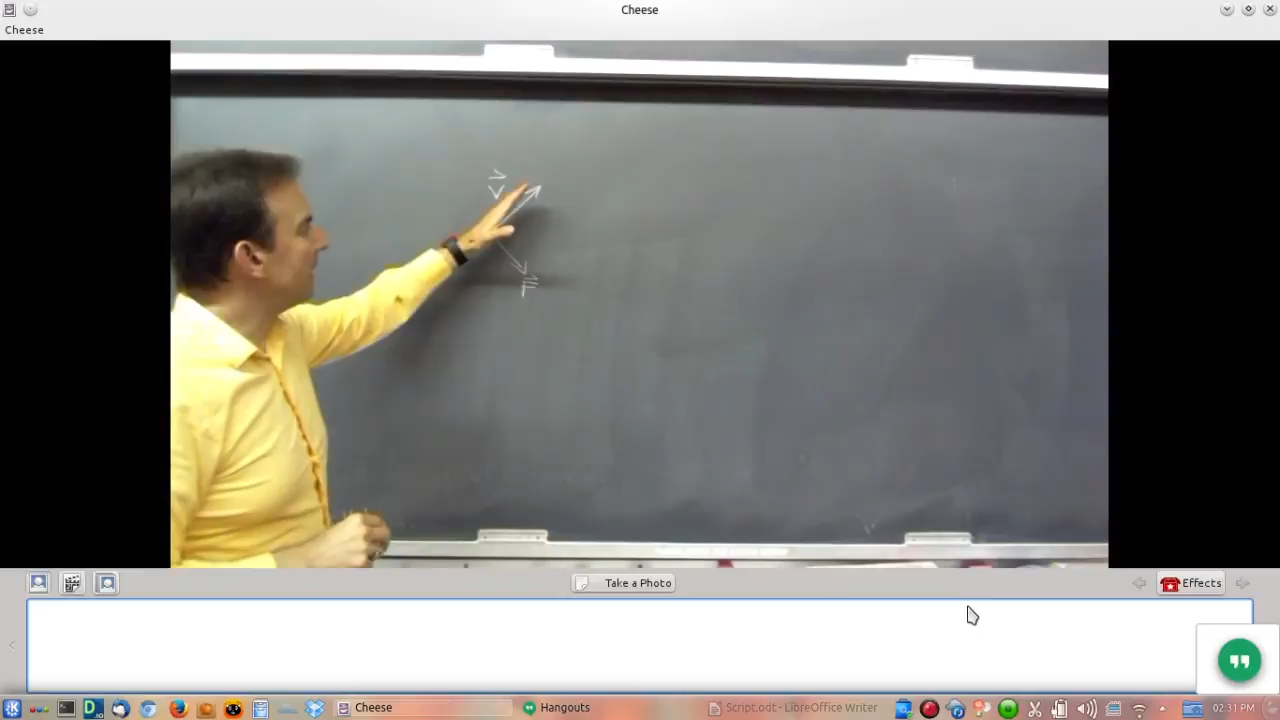 Cheese
Cheese
V
F
Take a Photo
Effects
Cheese
Hangouts
Script.odt - LibreOffice Writer
02:31 PM